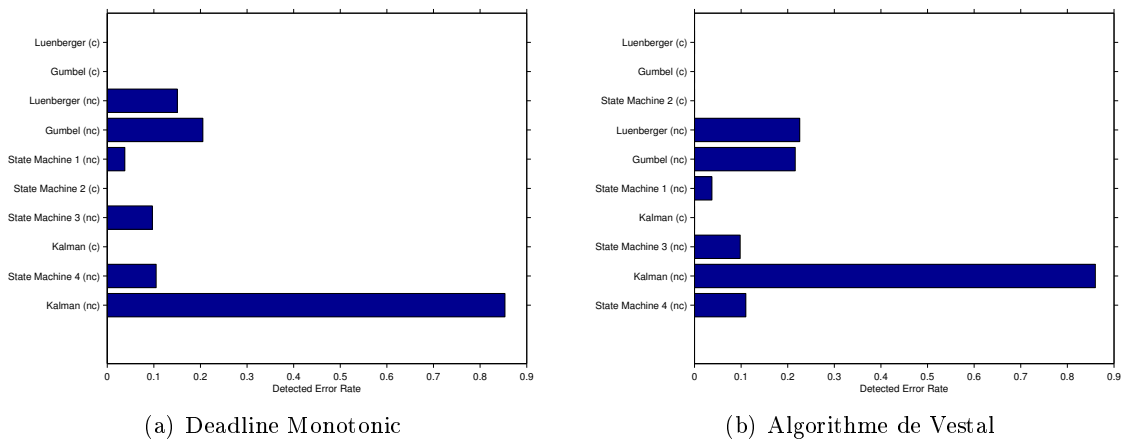 Luenberger (c)
Gumbel (c)
Luenberger (nc)
Gumbel (nc)
State Machine 1 (nc)
State Machine 2 (c)
State Machine 3 (nc)
Kalman (c)
State Machine 4 (nc)
Kalman (nc)
0 0.1 0.2 0.3 0.4 0.5 0.6 0.7 0.8 0.9
Detected Error Rate
(a) Deadline Monotonic
Luenberger (c)
Gumbel (c)
State Machine 2 (c)
Luenberger (nc)
Gumbel (nc)
State Machine 1 (nc)
Kalman (c)
State Machine 3 (nc)
Kalman (nc)
State Machine 4 (nc)
0 0.1 0.2 0.3 0.4 0.5 0.6 0.7 0.8 0.9
Detected Error Rate
(b) Algorithme de Vestal